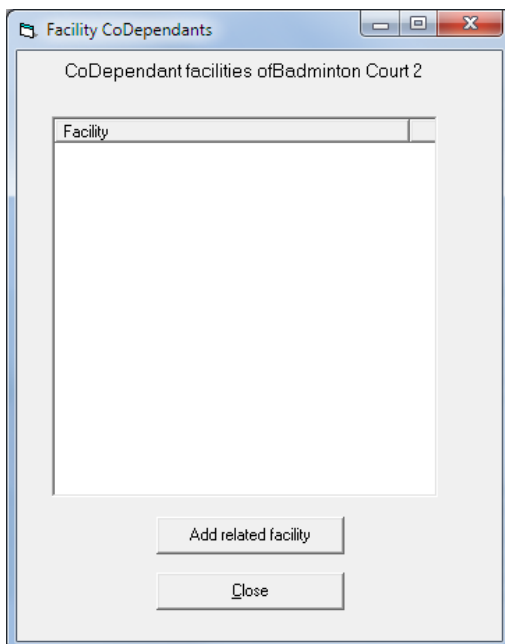 Facility CoDependants
CoDependant facilities ofBadminton Court 2
Facility
Add related facility
Close